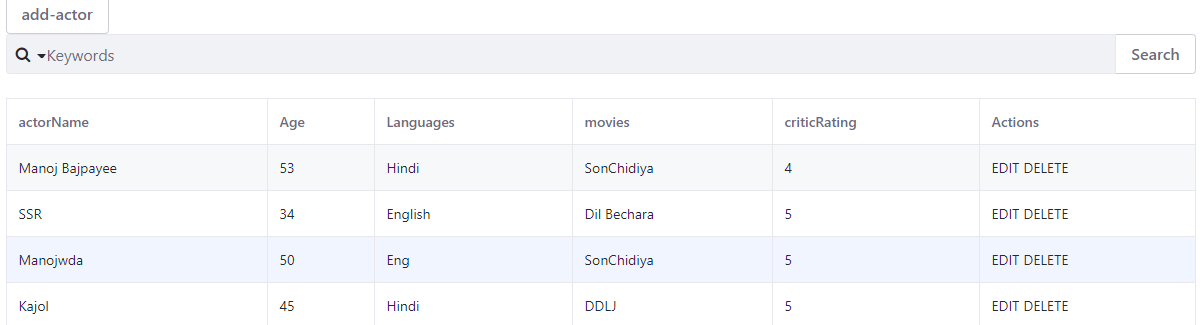 add-actor
Keywords Search
actorName Age Languages movies criticRating Actions
Manoj Bajpayee 53 Hindi SonChidiya 4 EDIT DELETE
SSR 34 English Dil Bechara 5 EDIT DELETE
Manojwda 50 Eng SonChidiya 5 EDIT DELETE
Kajol 45 Hindi DDLJ 5 EDIT DELETE